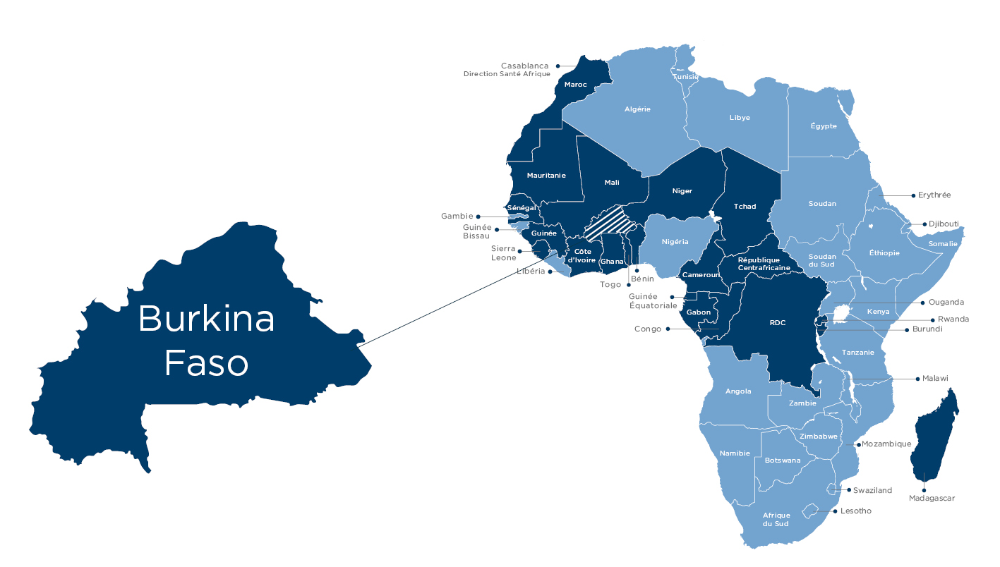 Burkina
Faso
Casablanca
Direction Santé Afrique
Maroc
Tunisie
Algérie
Libye
Égypte
Mauritanie
Mali
Niger
Tchad
Soudan
Erythrée
Sénégal
Gambie
Guinée
Bissau
Guinée
Djibouti
Sierra
Leone
Libéria
Côte
d'Ivoire
Ghana
Togo
Bénin
Nigéria
Cameroun
République
Centrafricaine
Soudan
du Sud
Éthiopie
Somalie
Guinée
Équatoriale
Gabon
Congo
RDC
Ouganda
Kenya
Rwanda
Burundi
Tanzanie
Angola
Zambie
Malawi
Mozambique
Zimbabwe
Namibie
Botswana
Swaziland
Lesotho
Madagascar
Afrique
du Sud